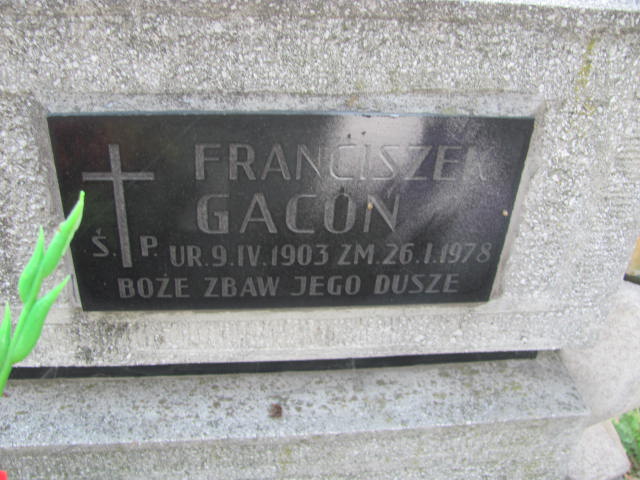 FRANCISZEK
GACOŃ
Ś. P. UR. 9. IV. 1903 ZM. 26. I. 1978
BOŻE ZBAW JEGO DUSZE